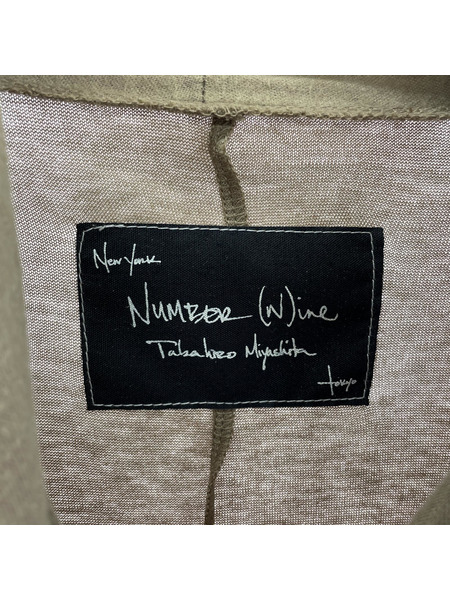 New York
NUMBER (N)ine
Takahiro Miyashita
Tokyo